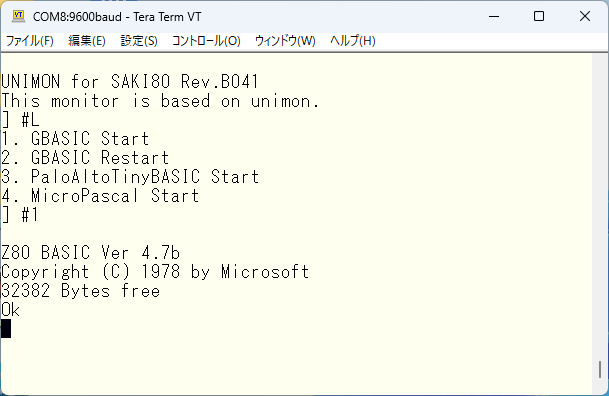 COM8:9600baud - Tera Term VT
ファイル(F) 編集(E) 設定(S) コントロール(O) ウィンドウ(W) ヘルプ(H)
UNIMON for SAKI80 Rev.B041
This monitor is based on unimon.
] #L
1. GBASIC Start
2. GBASIC Restart
3. PaloAltoTinyBASIC Start
4. MicroPascal Start
] #1
Z80 BASIC Ver 4.7b
Copyright (C) 1978 by Microsoft
32382 Bytes free
Ok